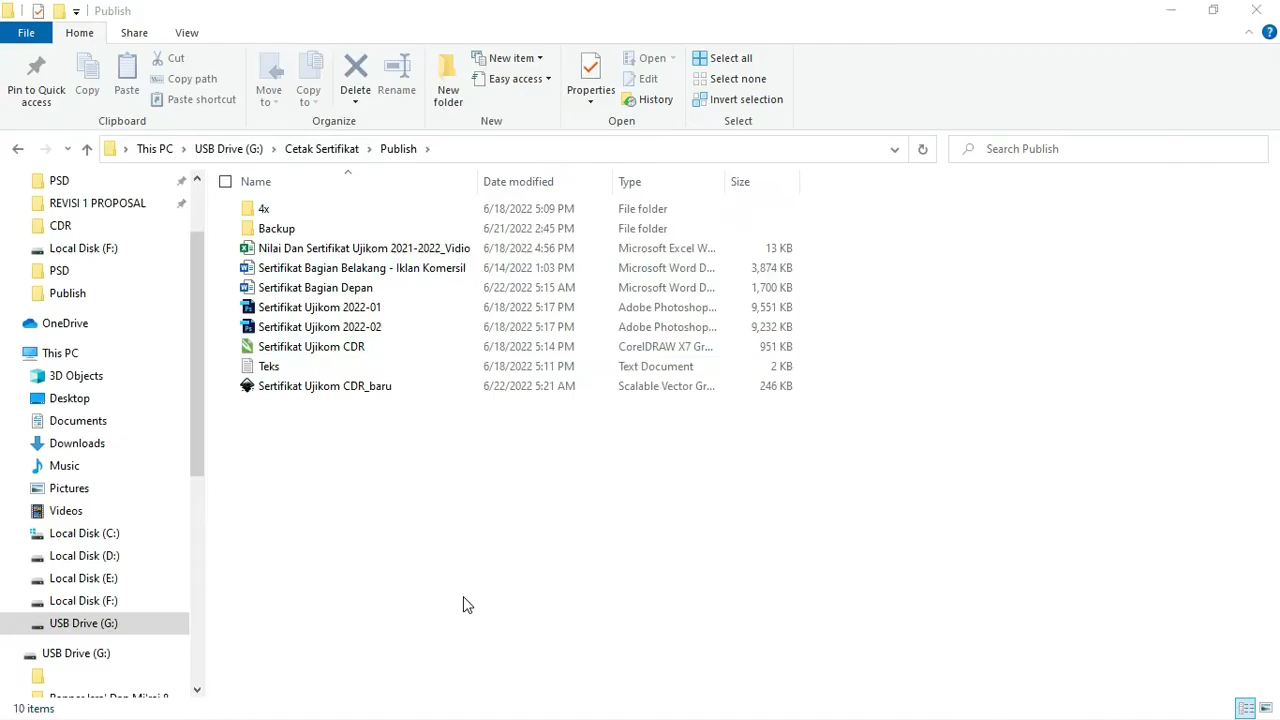 Publish
File Home Share View
Pin to Quick access
Copy
Paste
Cut
Copy path
Paste shortcut
Clipboard
Move to
Copy to
Delete
Rename
Organize
New folder
New item
Easy access
New
Properties
Open
Edit
History
Open
Select all
Select none
Invert selection
Select
This PC USB Drive (G:) Cetak Sertifikat Publish
Search Publish
PSD
REVISI 1 PROPOSAL
CDR
Local Disk (F:)
PSD
Publish
OneDrive
This PC
3D Objects
Desktop
Documents
Downloads
Music
Pictures
Videos
Local Disk (C:)
Local Disk (D:)
Local Disk (E:)
Local Disk (F:)
USB Drive (G:)
USB Drive (G:)
Name Date modified Type Size
4x 6/18/2022 5:09 PM File folder
Backup 6/21/2022 2:45 PM File folder
Nilai Dan Sertifikat Ujikom 2021-2022_Vidio 6/18/2022 4:56 PM Microsoft Excel W... 13 KB
Sertifikat Bagian Belakang - Iklan Komersil 6/14/2022 1:03 PM Microsoft Word D... 3,874 KB
Sertifikat Bagian Depan 6/22/2022 5:15 AM Microsoft Word D... 1,700 KB
Sertifikat Ujikom 2022-01 6/18/2022 5:17 PM Adobe Photoshop... 9,551 KB
Sertifikat Ujikom 2022-02 6/18/2022 5:17 PM Adobe Photoshop... 9,232 KB
Sertifikat Ujikom CDR 6/18/2022 5:14 PM CorelDRAW X7 Gr... 951 KB
Teks 6/18/2022 5:11 PM Text Document 2 KB
Sertifikat Ujikom CDR_baru 6/22/2022 5:21 AM Scalable Vector Gr... 246 KB
10 items